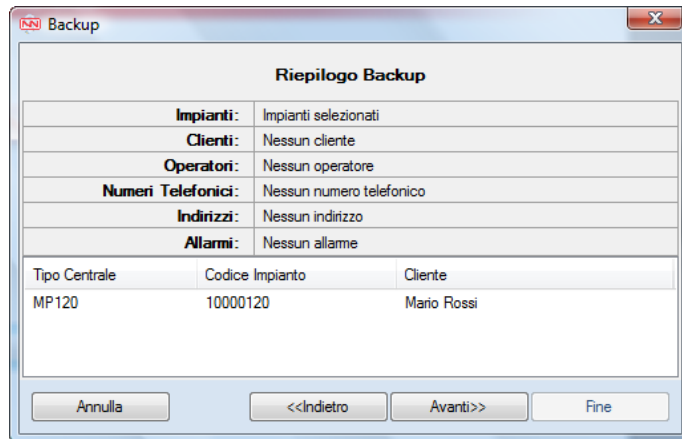 Backup
Riepilogo Backup
Impianti: Impianti selezionati
Clienti: Nessun cliente
Operatori: Nessun operatore
Numeri Telefonici: Nessun numero telefonico
Indirizzi: Nessun indirizzo
Allarmi: Nessun allarme
Tipo Centrale Codice Impianto Cliente
MP120 10000120 Mario Rossi
Annulla <<Indietro Avanti>> Fine